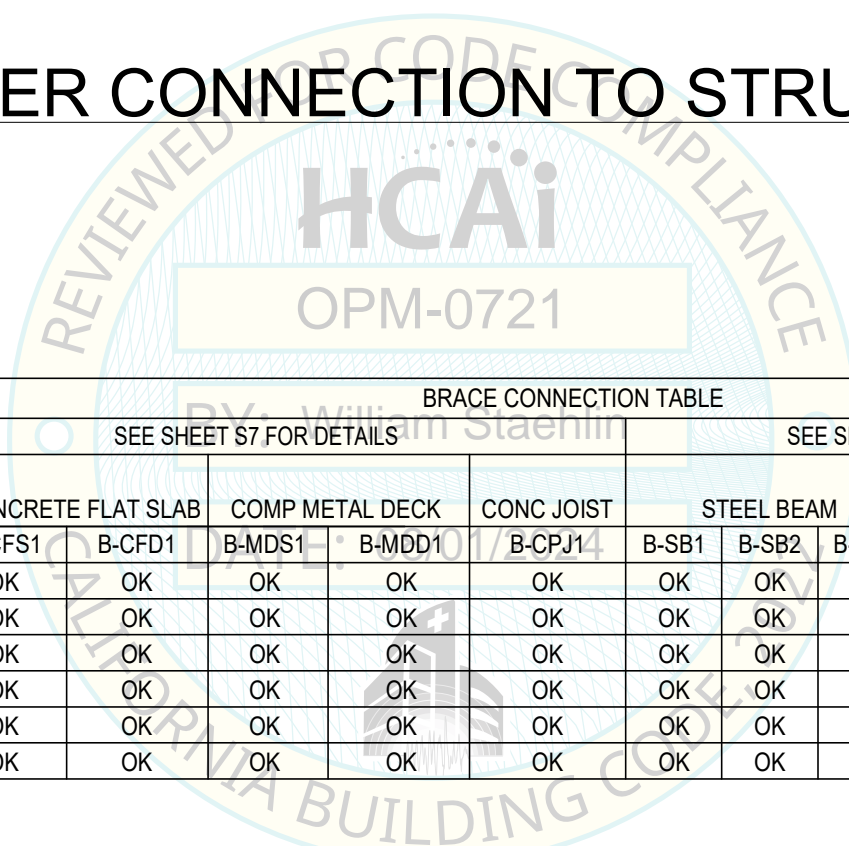 ER CONNECTION TO STRU
REVIEWED FOR CODE COMPLIANCE
HCAi
OPM-0721
BRACE CONNECTION TABLE
BY: William Staehlin
SEE SHEET S7 FOR DETAILS SEE S
NCRETE FLAT SLAB COMP METAL DECK CONC JOIST STEEL BEAM
FS1 B-CFD1 B-MDS1 B-MDD1 B-CPJ1 B-SB1 B-SB2 B
OK OK OK OK OK OK OK
OK OK OK OK OK OK OK
OK OK OK OK OK OK OK
OK OK OK OK OK OK OK
OK OK OK OK OK OK OK
OK OK OK OK OK OK OK
CALIFORNIA BUILDING CODE, 2022